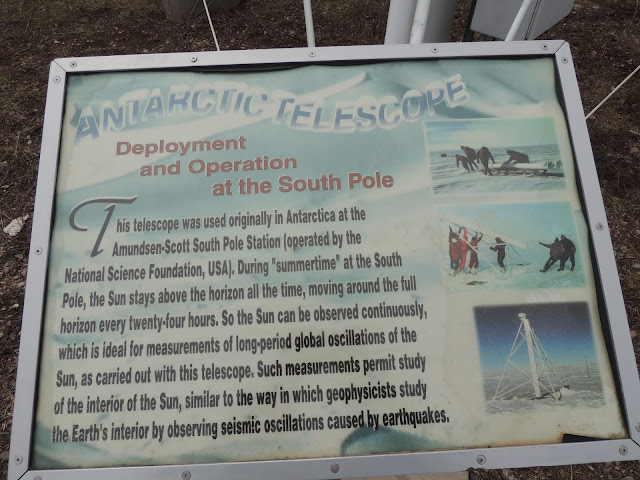 ANTARCTIC TELESCOPE
Deployment
and Operation
at the South Pole
This telescope was used originally in Antarctica at the
Amundsen-Scott South Pole Station (operated by the
National Science Foundation, USA). During "summertime" at the South
Pole, the Sun stays above the horizon all the time, moving around the full
horizon every twenty-four hours. So the Sun can be observed continuously,
which is ideal for measurements of long-period global oscillations of the
Sun, as carried out with this telescope. Such measurements permit study
of the interior of the Sun, similar to the way in which geophysicists study
the Earth's interior by observing seismic oscillations caused by earthquakes.